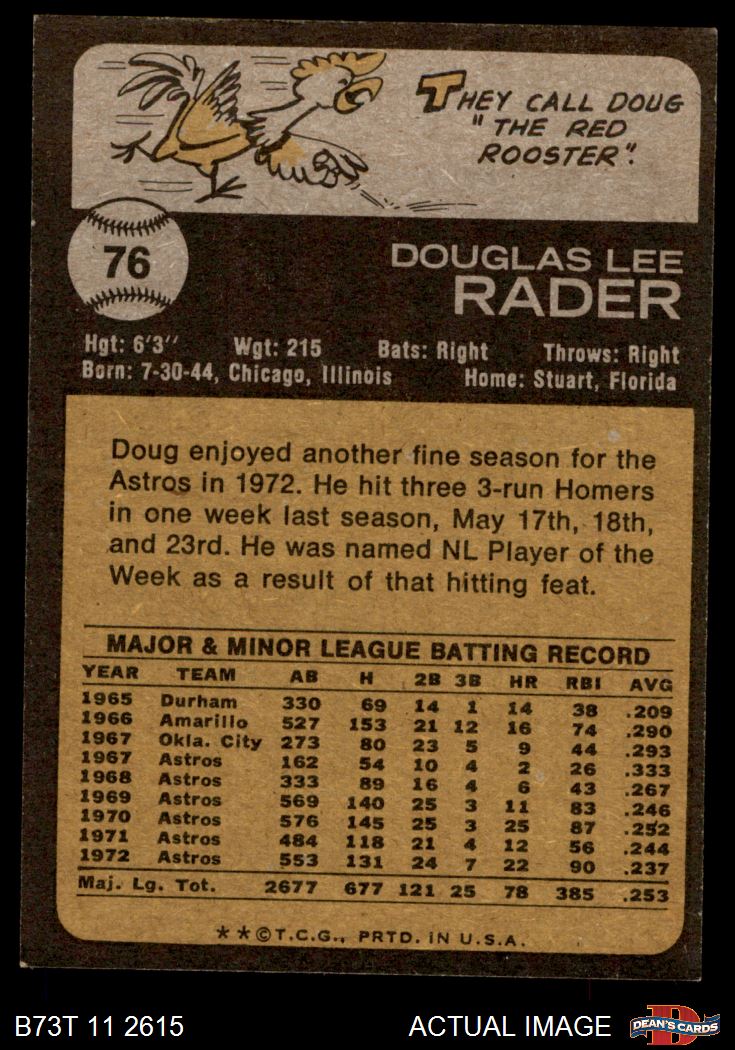 THEY CALL DOUG
"THE RED
ROOSTER".
76
DOUGLAS LEE
RADER
Hgt: 6'3" Wgt: 215 Bats: Right Throws: Right
Born: 7-30-44, Chicago, Illinois Home: Stuart, Florida
Doug enjoyed another fine season for the
Astros in 1972. He hit three 3-run Homers
in one week last season, May 17th, 18th,
and 23rd. He was named NL Player of the
Week as a result of that hitting feat.
MAJOR & MINOR LEAGUE BATTING RECORD
YEAR TEAM AB H 2B 3B HR RBI AVG
1965 Durham 330 69 14 1 14 38 .209
1966 Amarillo 527 153 21 12 16 74 .290
1967 Okla. City 273 80 23 5 9 44 .293
1967 Astros 162 54 10 4 2 26 .333
1968 Astros 333 89 16 4 6 43 .267
1969 Astros 569 140 25 3 11 83 .246
1970 Astros 576 145 25 3 25 87 .252
1971 Astros 484 118 21 4 12 56 .244
1972 Astros 553 131 24 7 22 90 .237
Maj. Lg. Tot. 2677 677 121 25 78 385 .253
**©T.C.G., PRTD. IN U.S.A.
B73T 11 2615 ACTUAL IMAGE D DEAN'S CARDS